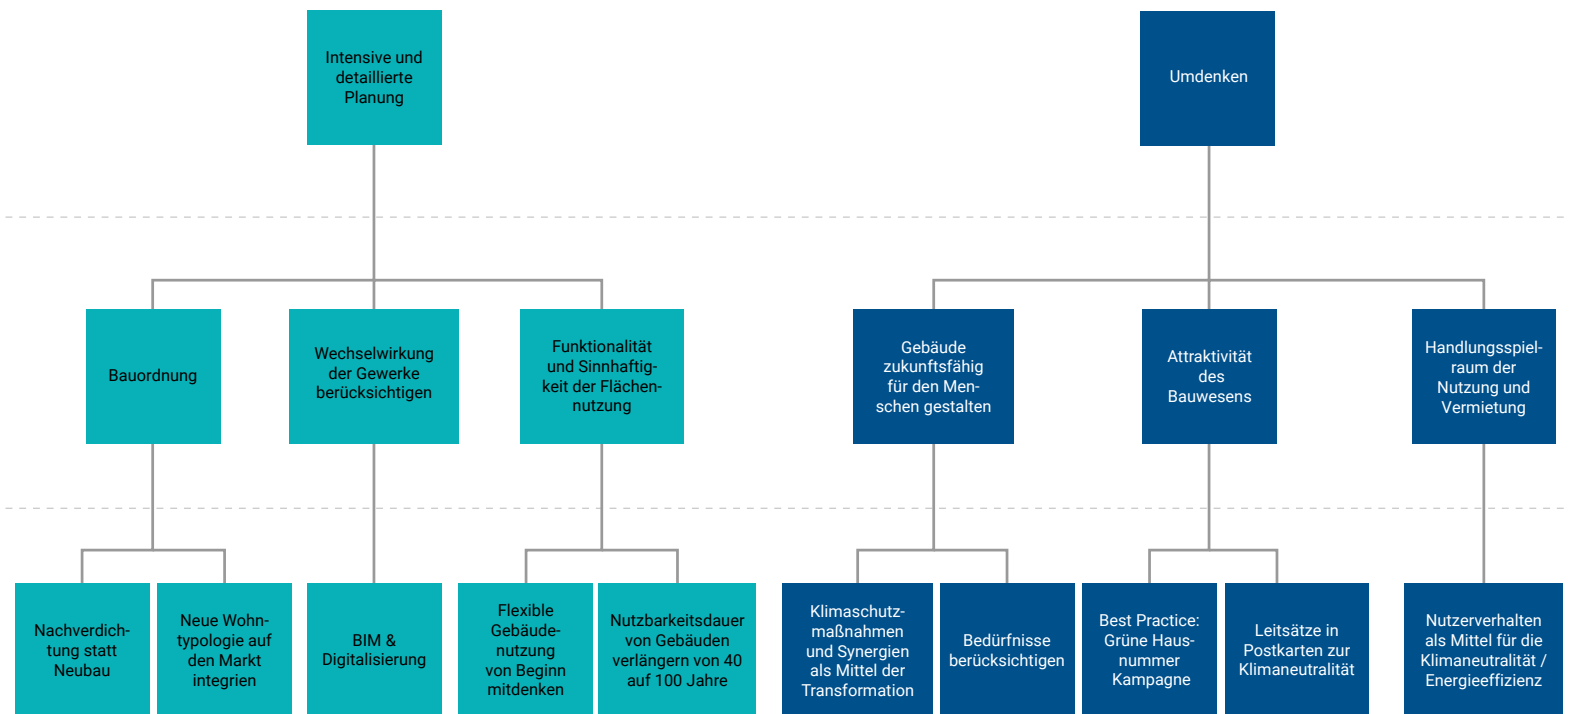 Intensive und
detaillierte
Planung
Umdenken
Bauordnung
Wechselwirkung
der Gewerke
berücksichtigen
Funktionalität
und Sinnhaftig-
keit der Flächen-
nutzung
Gebäude
zukunftsfähig
für den Men-
schen gestalten
Attraktivität
des
Bauwesens
Handlungsspiel-
raum der
Nutzung und
Vermietung
Nachverdich-
tung statt
Neubau
Neue Wohn-
typologie auf
den Markt
integrien
BIM &
Digitalisierung
Flexible
Gebäude-
nutzung
von Beginn
mitdenken
Nutzbarkeitsdauer
von Gebäuden
verlängern von 40
auf 100 Jahre
Klimaschutz-
maßnahmen
und Synergien
als Mittel der
Transformation
Bedürfnisse
berücksichtigen
Best Practice:
Grüne Haus-
nummer
Kampagne
Leitsätze in
Postkarten zur
Klimaneutralität
Nutzerverhalten
als Mittel für die
Klimaneutralität /
Energieeffizienz